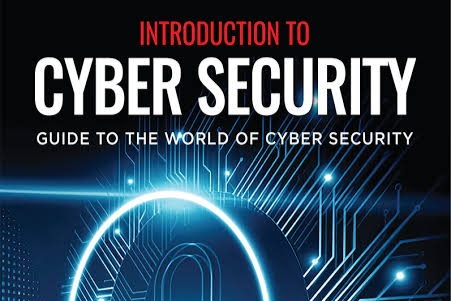 INTRODUCTION TO
CYBER SECURITY
GUIDE TO THE WORLD OF CYBER SECURITY